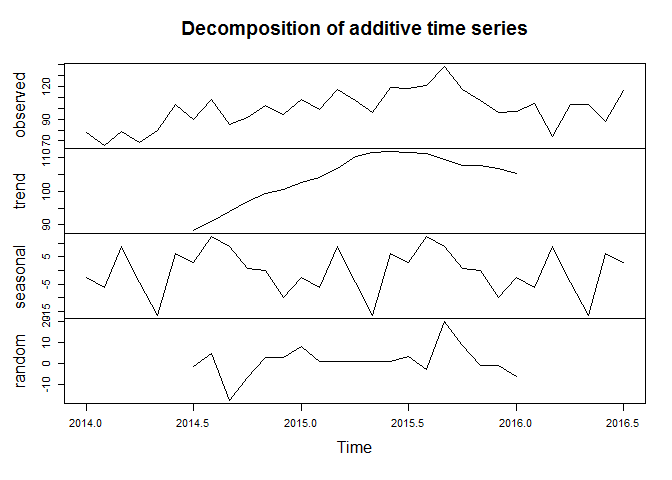 Decomposition of additive time series
observed
70 90 120
trend
90 100 110
seasonal
-15 -5 5
random
-10 0 10 20
2014.0 2014.5 2015.0 2015.5 2016.0 2016.5
Time